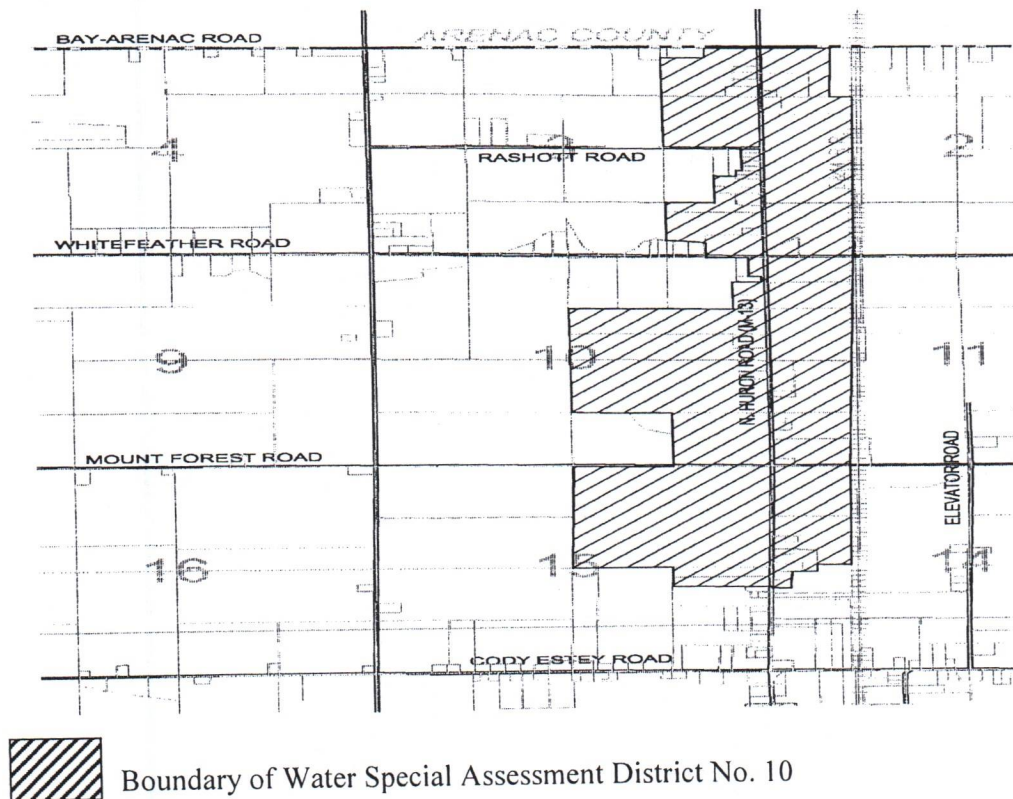 BAY-ARENAC ROAD
ARENAC COUNTY
4
3
2
RASHOTT ROAD
WHITEFEATHER ROAD
N. HURON ROAD (M-13)
9
10
11
MOUNT FOREST ROAD
ELEVATOR ROAD
16
15
14
CODY ESTEY ROAD
Boundary of Water Special Assessment District No. 10